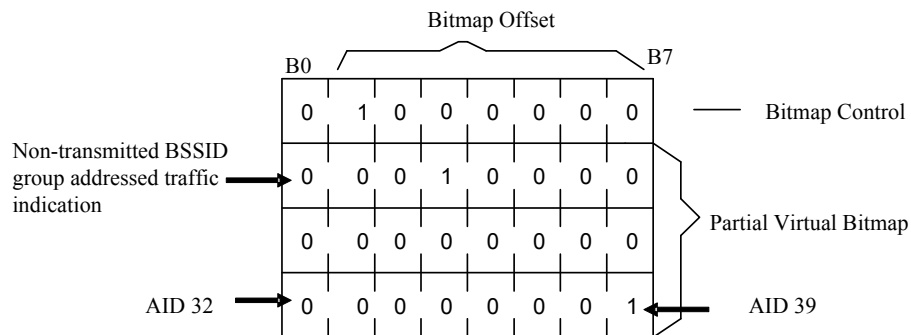 Bitmap Offset
B0 B7
0 1 0 0 0 0 0 0 Bitmap Control
Non-transmitted BSSID
group addressed traffic
indication
0 0 0 1 0 0 0 0
Partial Virtual Bitmap
0 0 0 0 0 0 0 0
AID 32 0 0 0 0 0 0 0 1 AID 39